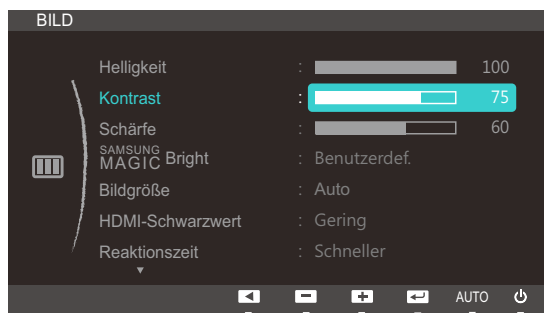 BILD
Helligkeit : 100
Kontrast : 75
Schärfe : 60
SAMSUNG MAGIC Bright : Benutzerdef.
Bildgröße : Auto
HDMI-Schwarzwert : Gering
Reaktionszeit : Schneller
AUTO